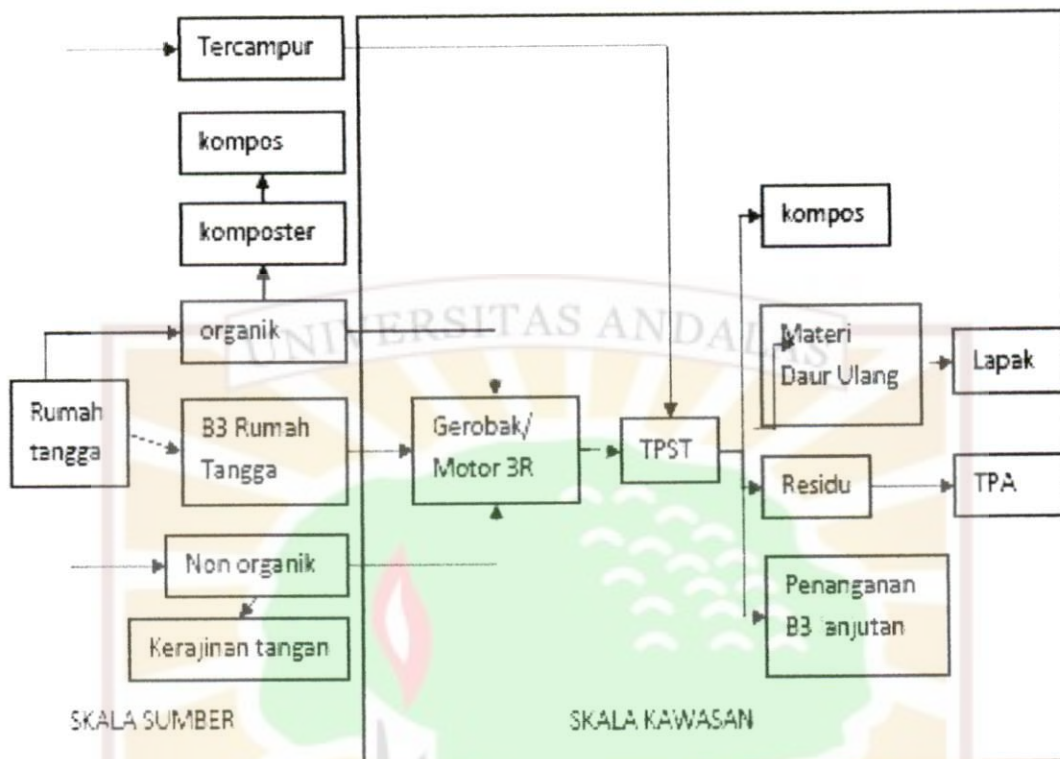 Tercampur
kompos
komposter
organik
Rumah
tangga
B3 Rumah
Tangga
Non organik
Kerajinan tangan
SKALA SUMBER
UNIVERSITAS ANDALAS
Gerobak/
Motor 3R
TPST
kompos
Materi
Daur Ulang
Lapak
Residu
TPA
Penanganan
B3 lanjutan
SKALA KAWASAN